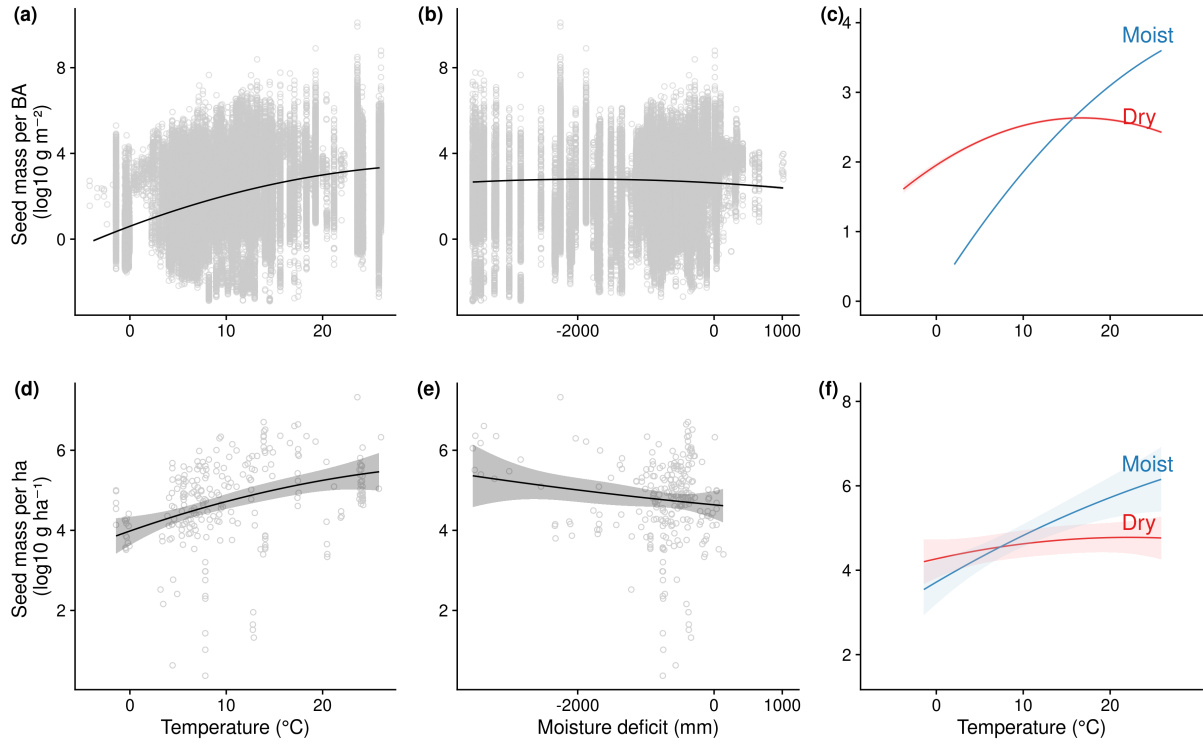 (a)
(b)
(c)
Seed mass per BA
(log10 g m⁻²)
8
4
0
0
10
20
8
4
0
-2000
0
1000
4
3
2
1
0
Moist
Dry
0
10
20
(d)
(e)
(f)
Seed mass per ha
(log10 g ha⁻¹)
6
4
2
0
10
20
Temperature (°C)
6
4
2
-2000
0
1000
Moisture deficit (mm)
8
6
4
2
Moist
Dry
0
10
20
Temperature (°C)